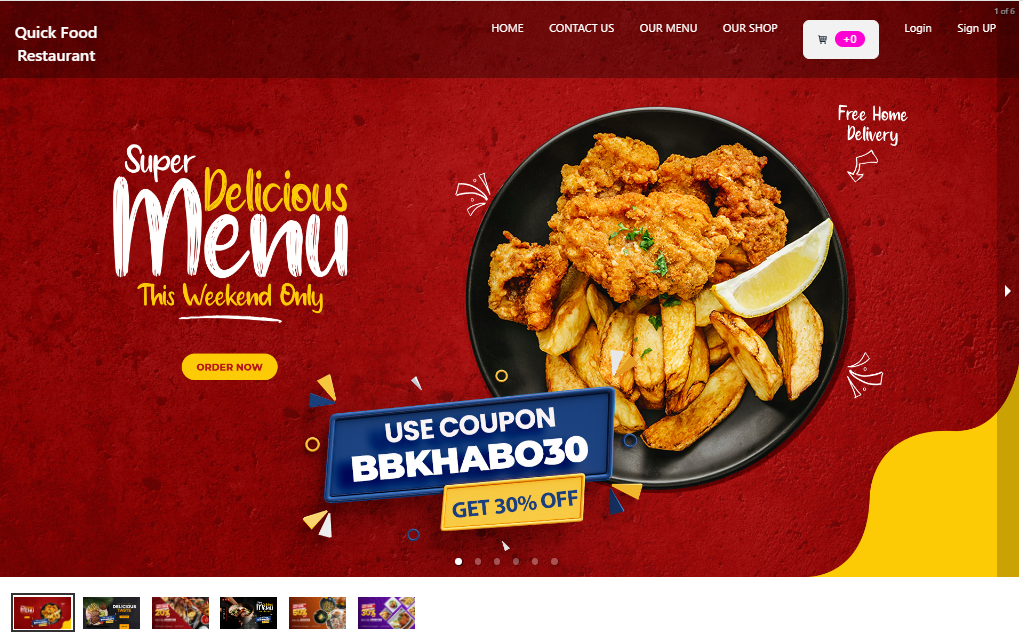 1 of 6
Quick Food
Restaurant
HOME
CONTACT US
OUR MENU
OUR SHOP
+0
Login
Sign UP
Free Home
Delivery
Super
Delicious
Menu
This Weekend Only
ORDER NOW
USE COUPON
BBKHABO30
GET 30% OFF
DELICIOUS